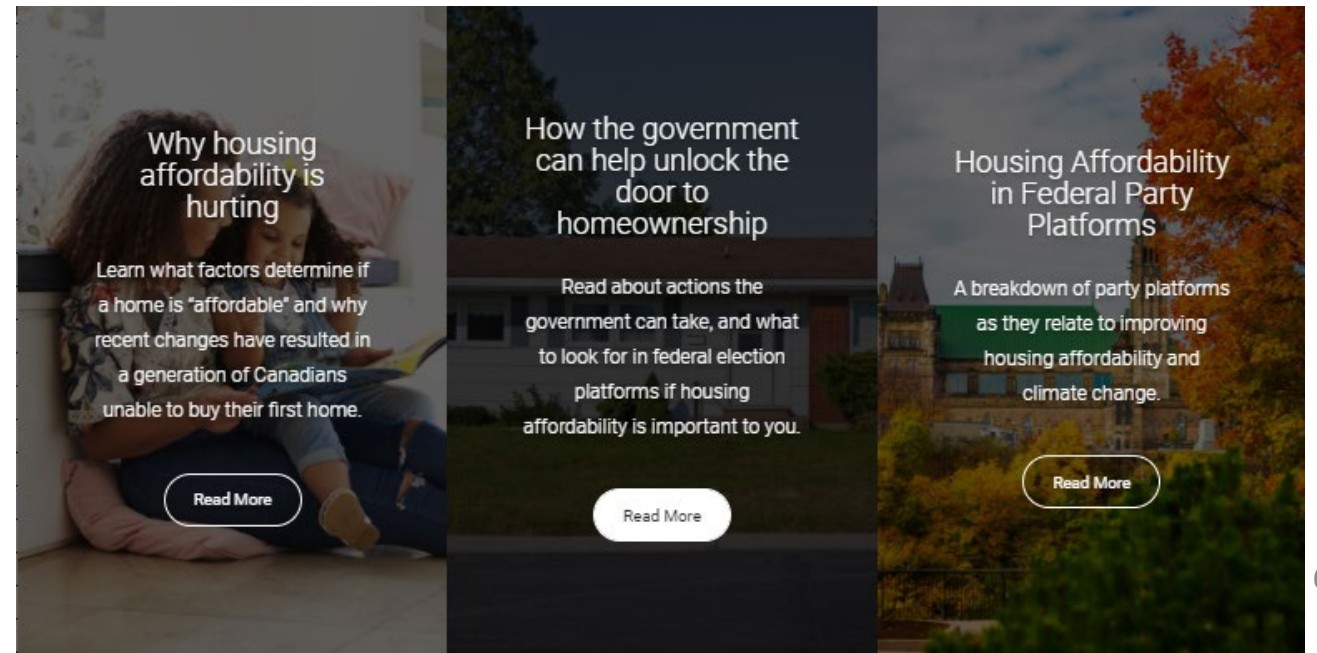 Why housing
affordability is
hurting
Learn what factors determine if
a home is “affordable” and why
recent changes have resulted in
a generation of Canadians
unable to buy their first home.
Read More
How the government
can help unlock the
door to
homeownership
Read about actions the
government can take, and what
to look for in federal election
platforms if housing
affordability is important to you.
Read More
Housing Affordability
in Federal Party
Platforms
A breakdown of party platforms
as they relate to improving
housing affordability and
climate change.
Read More